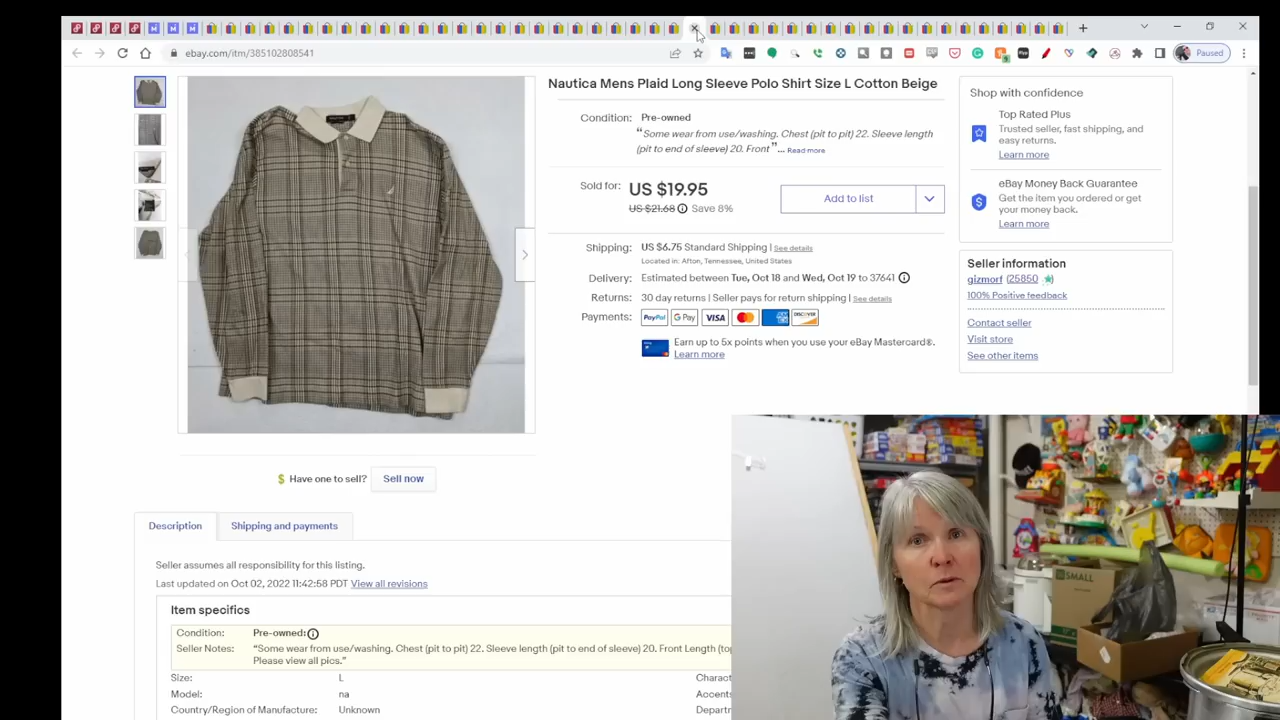 ebay.com/itm/385102808541
Paused
Nautica Mens Plaid Long Sleeve Polo Shirt Size L Cotton Beige
Condition: Pre-owned
“Some wear from use/washing. Chest (pit to pit) 22. Sleeve length
(pit to end of sleeve) 20. Front ”... Read more
Sold for: US $19.95
US $21.68 Save 8%
Add to list
Shipping: US $6.75 Standard Shipping | See details
Located in: Afton, Tennessee, United States
Delivery: Estimated between Tue, Oct 18 and Wed, Oct 19 to 37641
Returns: 30 day returns | Seller pays for return shipping | See details
Payments: PayPal G Pay VISA DISCOVER
Earn up to 5x points when you use your eBay Mastercard®.
Learn more
Shop with confidence
Top Rated Plus
Trusted seller, fast shipping, and
easy returns.
Learn more
eBay Money Back Guarantee
Get the item you ordered or get
your money back.
Learn more
Seller information
gizmorf (25850)
100% Positive feedback
Contact seller
Visit store
See other items
$ Have one to sell? Sell now
Description Shipping and payments
Seller assumes all responsibility for this listing.
Last updated on Oct 02, 2022 11:42:58 PDT View all revisions
Item specifics
Condition: Pre-owned:
Seller Notes: “Some wear from use/washing. Chest (pit to pit) 22. Sleeve length (pit to end of sleeve) 20. Front Length (top
Please view all pics.”
Size: L Charact
Model: na Accents
Country/Region of Manufacture: Unknown Departm
SMALL